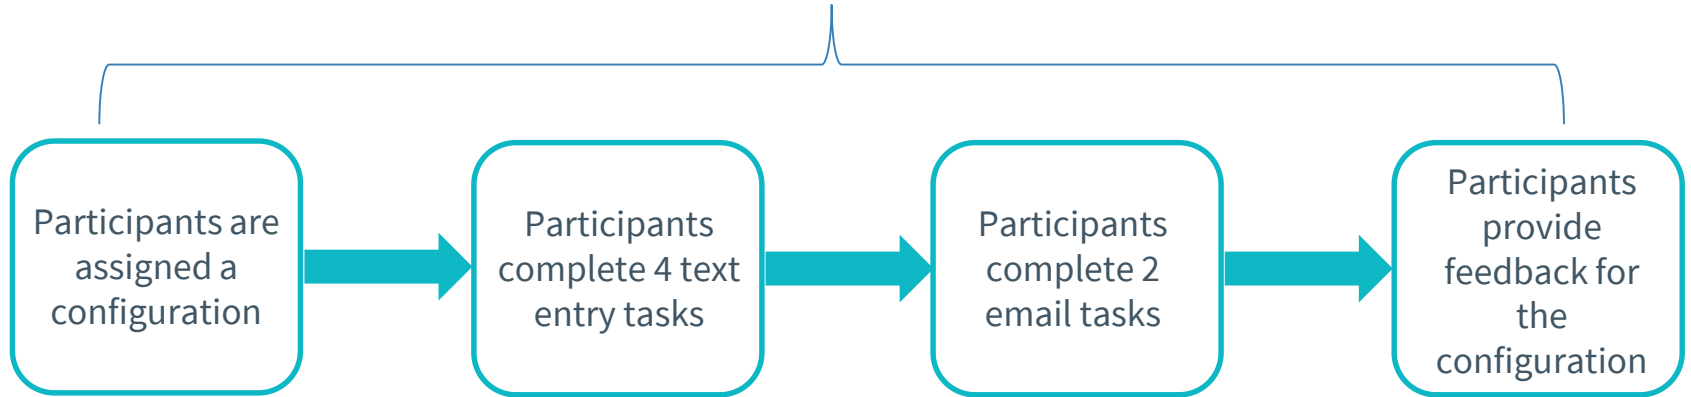 Participants are
assigned a
configuration
Participants
complete 4 text
entry tasks
Participants
complete 2
email tasks
Participants
provide
feedback for
the
configuration